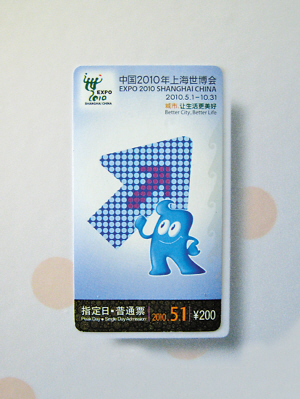 EXPO
2010
SHANGHAI CHINA
中国2010年上海世博会
EXPO 2010 SHANGHAI CHINA
2010.5.1-10.31
城市,让生活更美好
Better City, Better Life
指定日·普通票
Peak Day • Single Day Admission
2010. 5.1
¥200